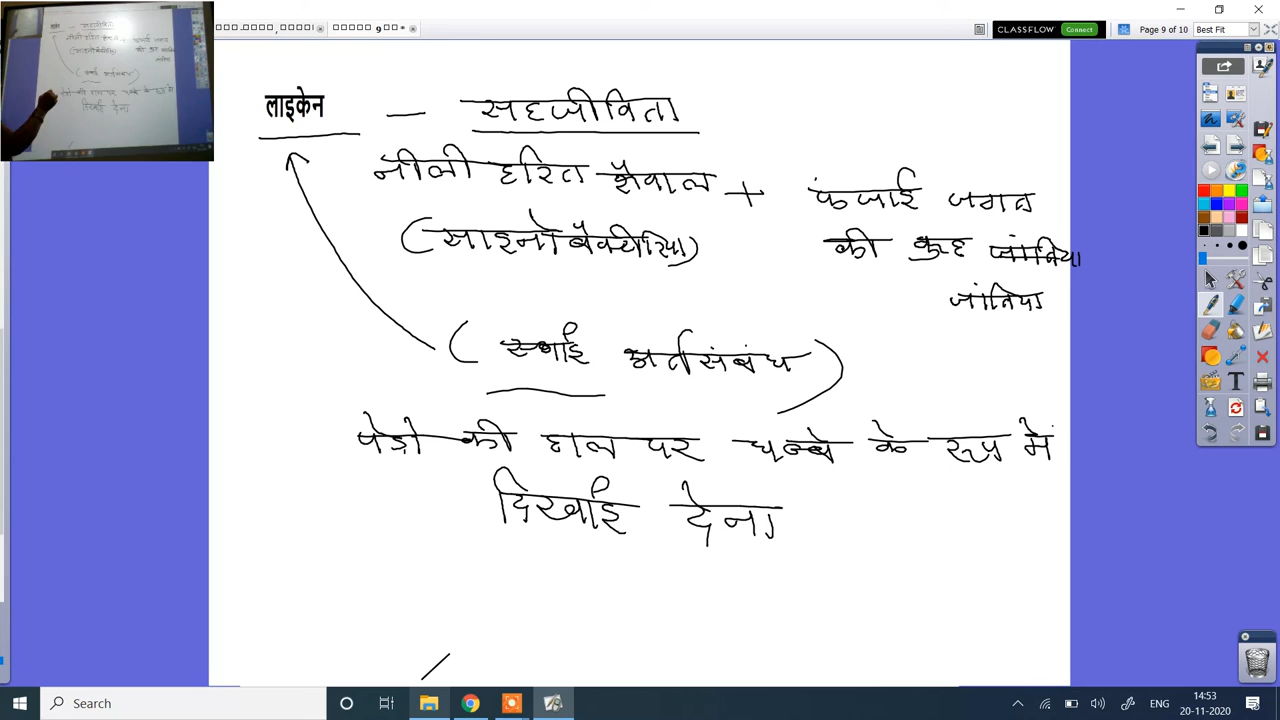 CLASSFLOW Connect Page 9 of 10 Best Fit
लाइकेन — सहजीविता
नीली हरित शैवाल + फंजाई जगत
(साइनोबैक्टीरिया) की कुछ जांतिया
जांतिया
(स्थाई अर्तसंबंध)
पेड़ो की छाल पर धब्बे के रूप में
दिखाई देना
Search
ENG 14:53
20-11-2020